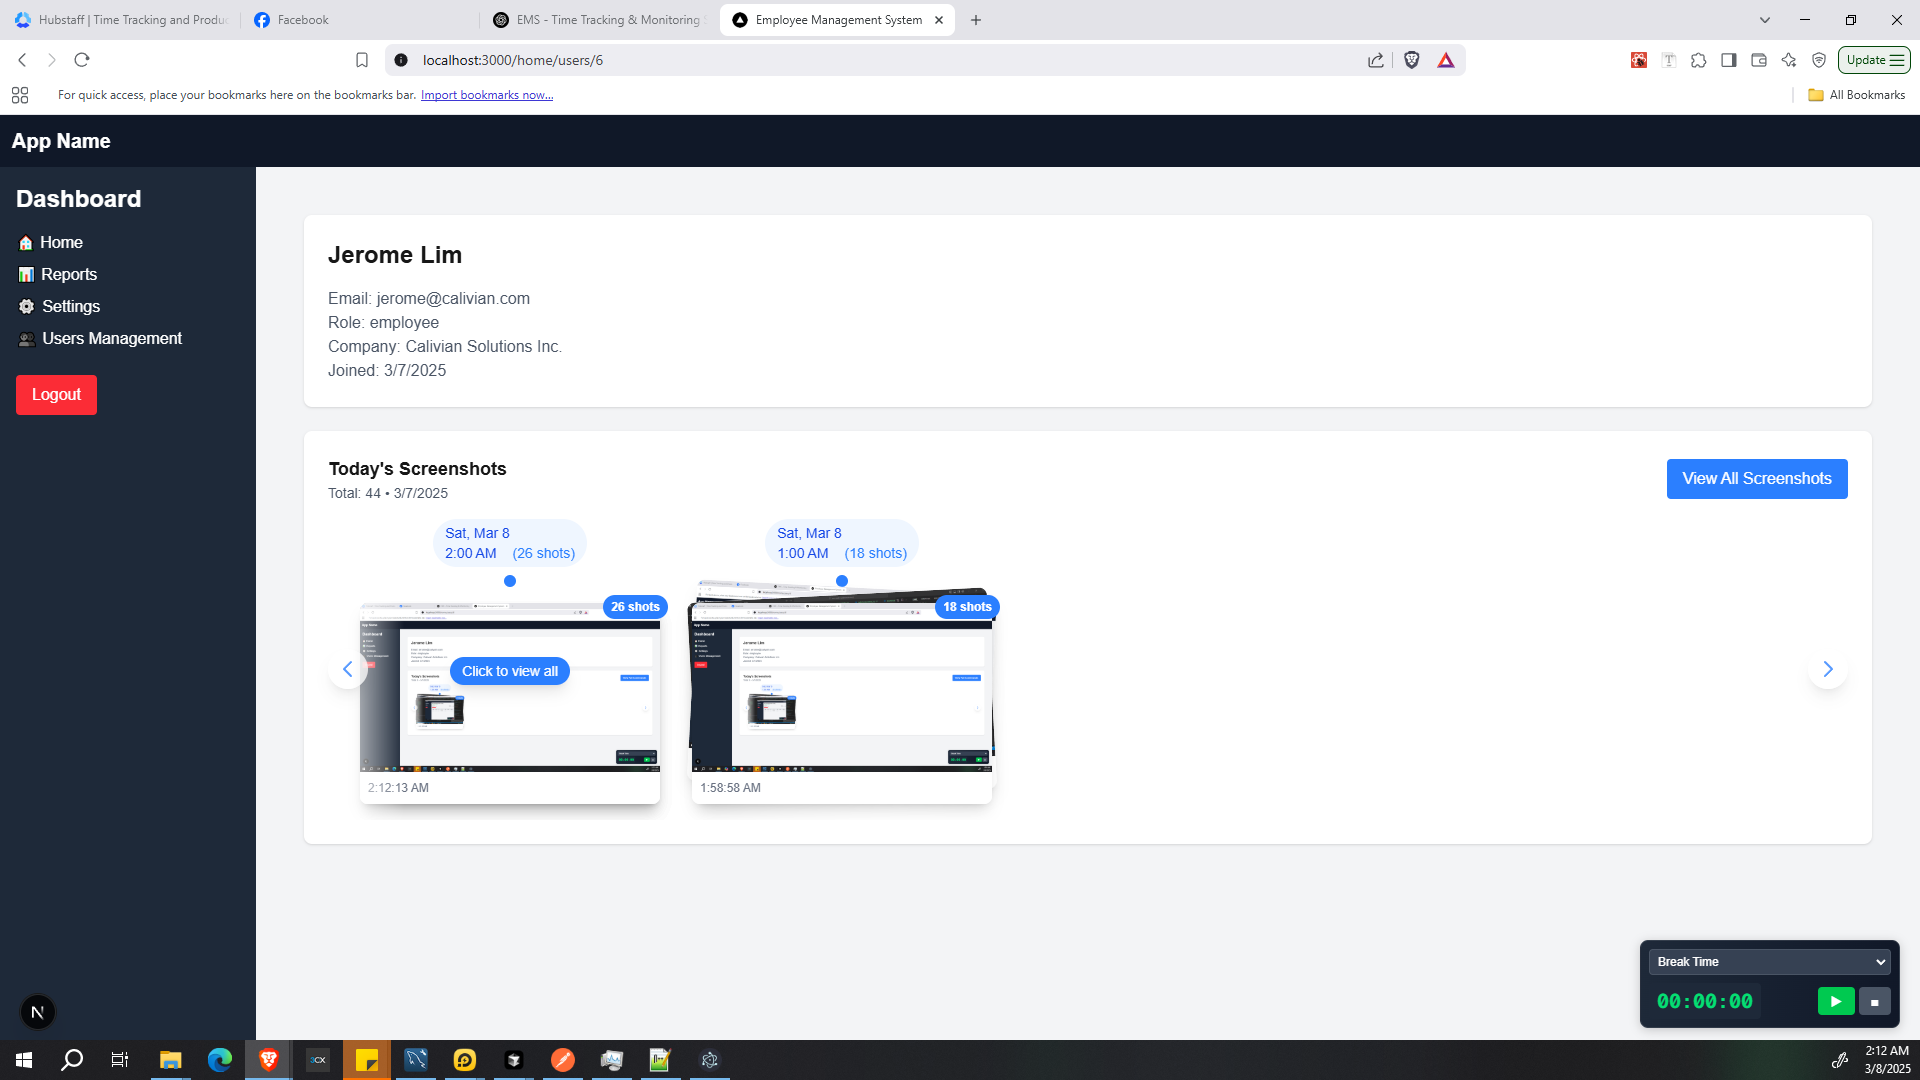 Hubstaff | Time Tracking and Produc
Facebook
EMS - Time Tracking & Monitoring S
Employee Management System
localhost:3000/home/users/6
Update
For quick access, place your bookmarks here on the bookmarks bar. Import bookmarks now...
All Bookmarks
App Name
Dashboard
Home
Reports
Settings
Users Management
Logout
Jerome Lim
Email: jerome@calivian.com
Role: employee
Company: Calivian Solutions Inc.
Joined: 3/7/2025
Today's Screenshots
Total: 44 • 3/7/2025
View All Screenshots
Sat, Mar 8
2:00 AM (26 shots)
Sat, Mar 8
1:00 AM (18 shots)
26 shots
18 shots
Click to view all
2:12:13 AM
1:58:58 AM
Break Time
00:00:00
N
3CX
2:12 AM
3/8/2025